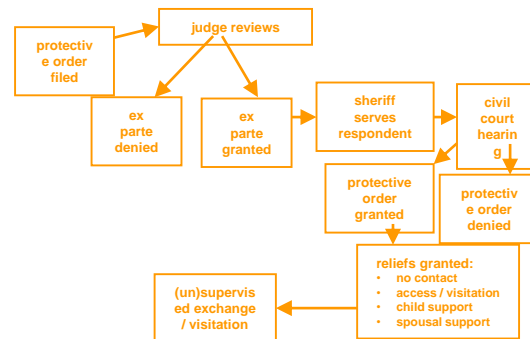 judge reviews
protectiv
e order
filed
ex
parte
denied
ex
parte
granted
sheriff
serves
respondent
civil
court
hearin
g
protective
order
granted
protectiv
e order
denied
reliefs granted:
• no contact
• access / visitation
• child support
• spousal support
(un)supervis
ed exchange
/ visitation